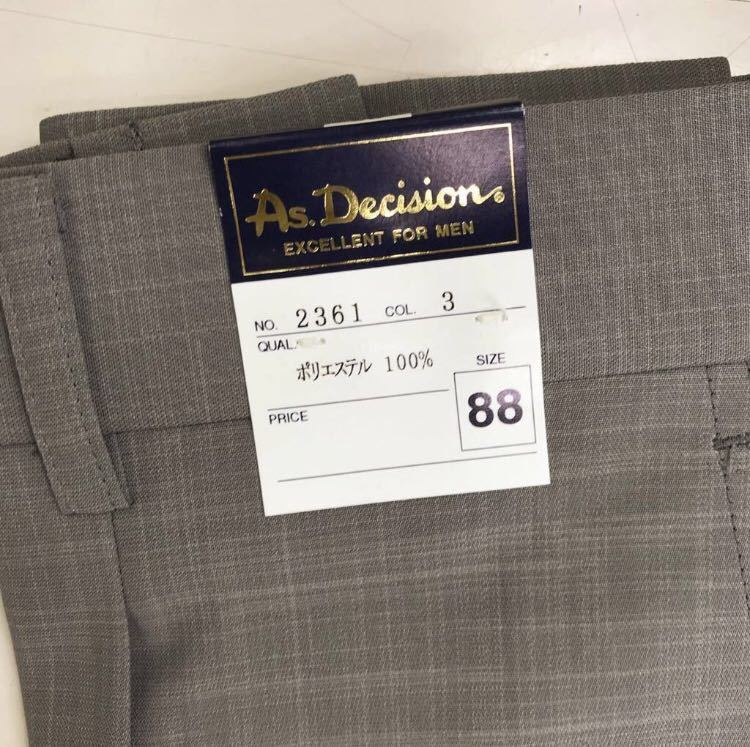 As. Decision®
EXCELLENT FOR MEN
NO. 2361 COL. 3
QUAL.
ポリエステル 100%
SIZE
88
PRICE